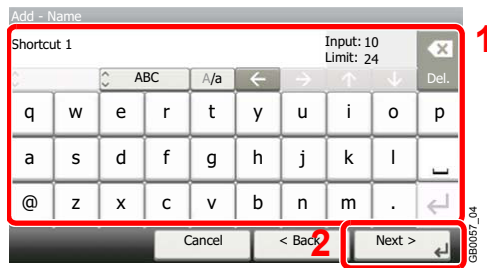 Add - Name
Shortcut 1
Input: 10
Limit: 24
ABC A/a Del.
q w e r t y u i o p
a s d f g h j k l
@ z x c v b n m .
Cancel < Back Next >
1
2
GB0057_04